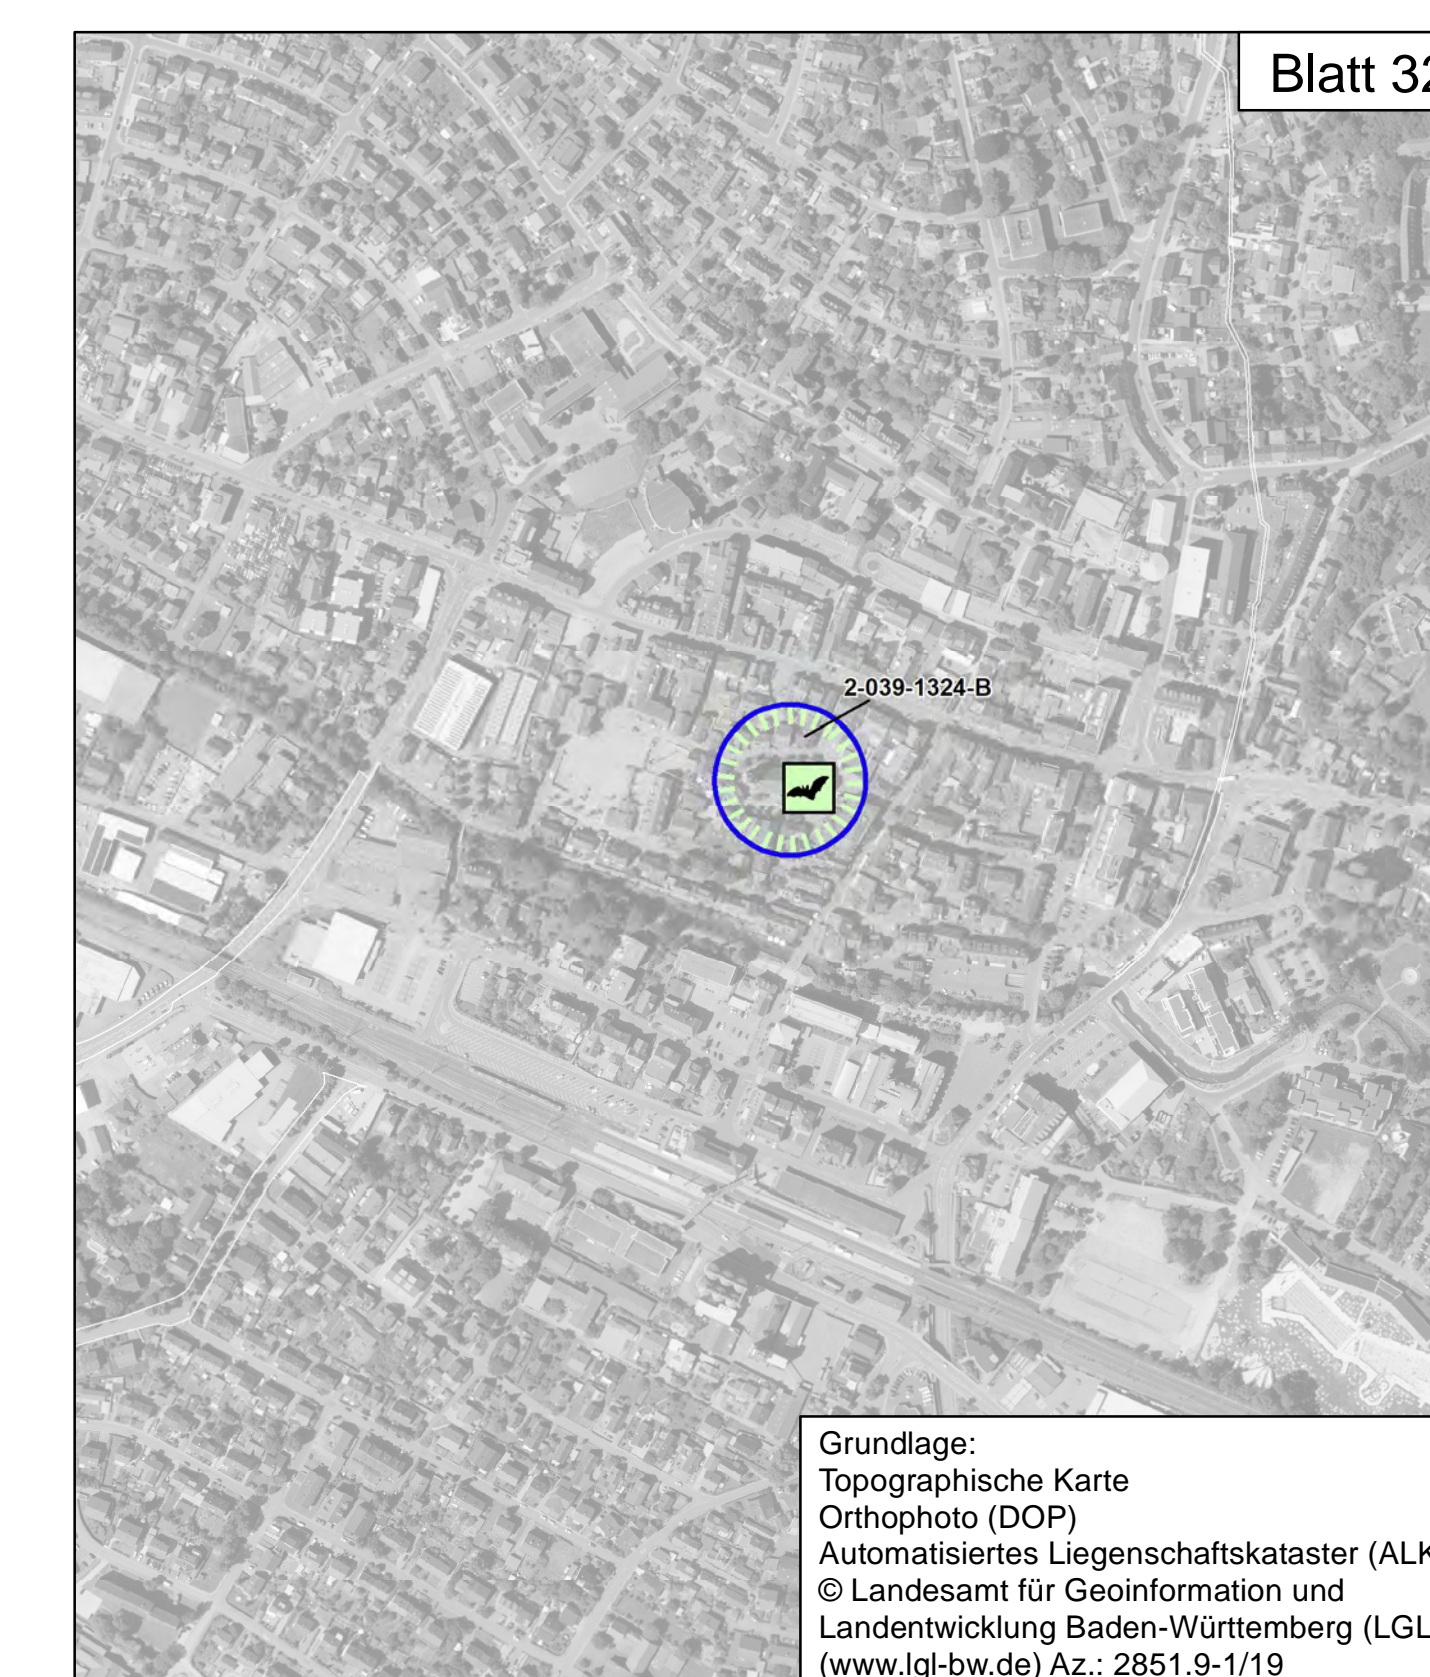 Blatt 32
2-039-1324-B
Grundlage:
Topographische Karte
Orthophoto (DOP)
Automatisiertes Liegenschaftskataster (ALK
© Landesamt für Geoinformation und
Landentwicklung Baden-Württemberg (LGL
(www.lgl-bw.de) Az.: 2851.9-1/19